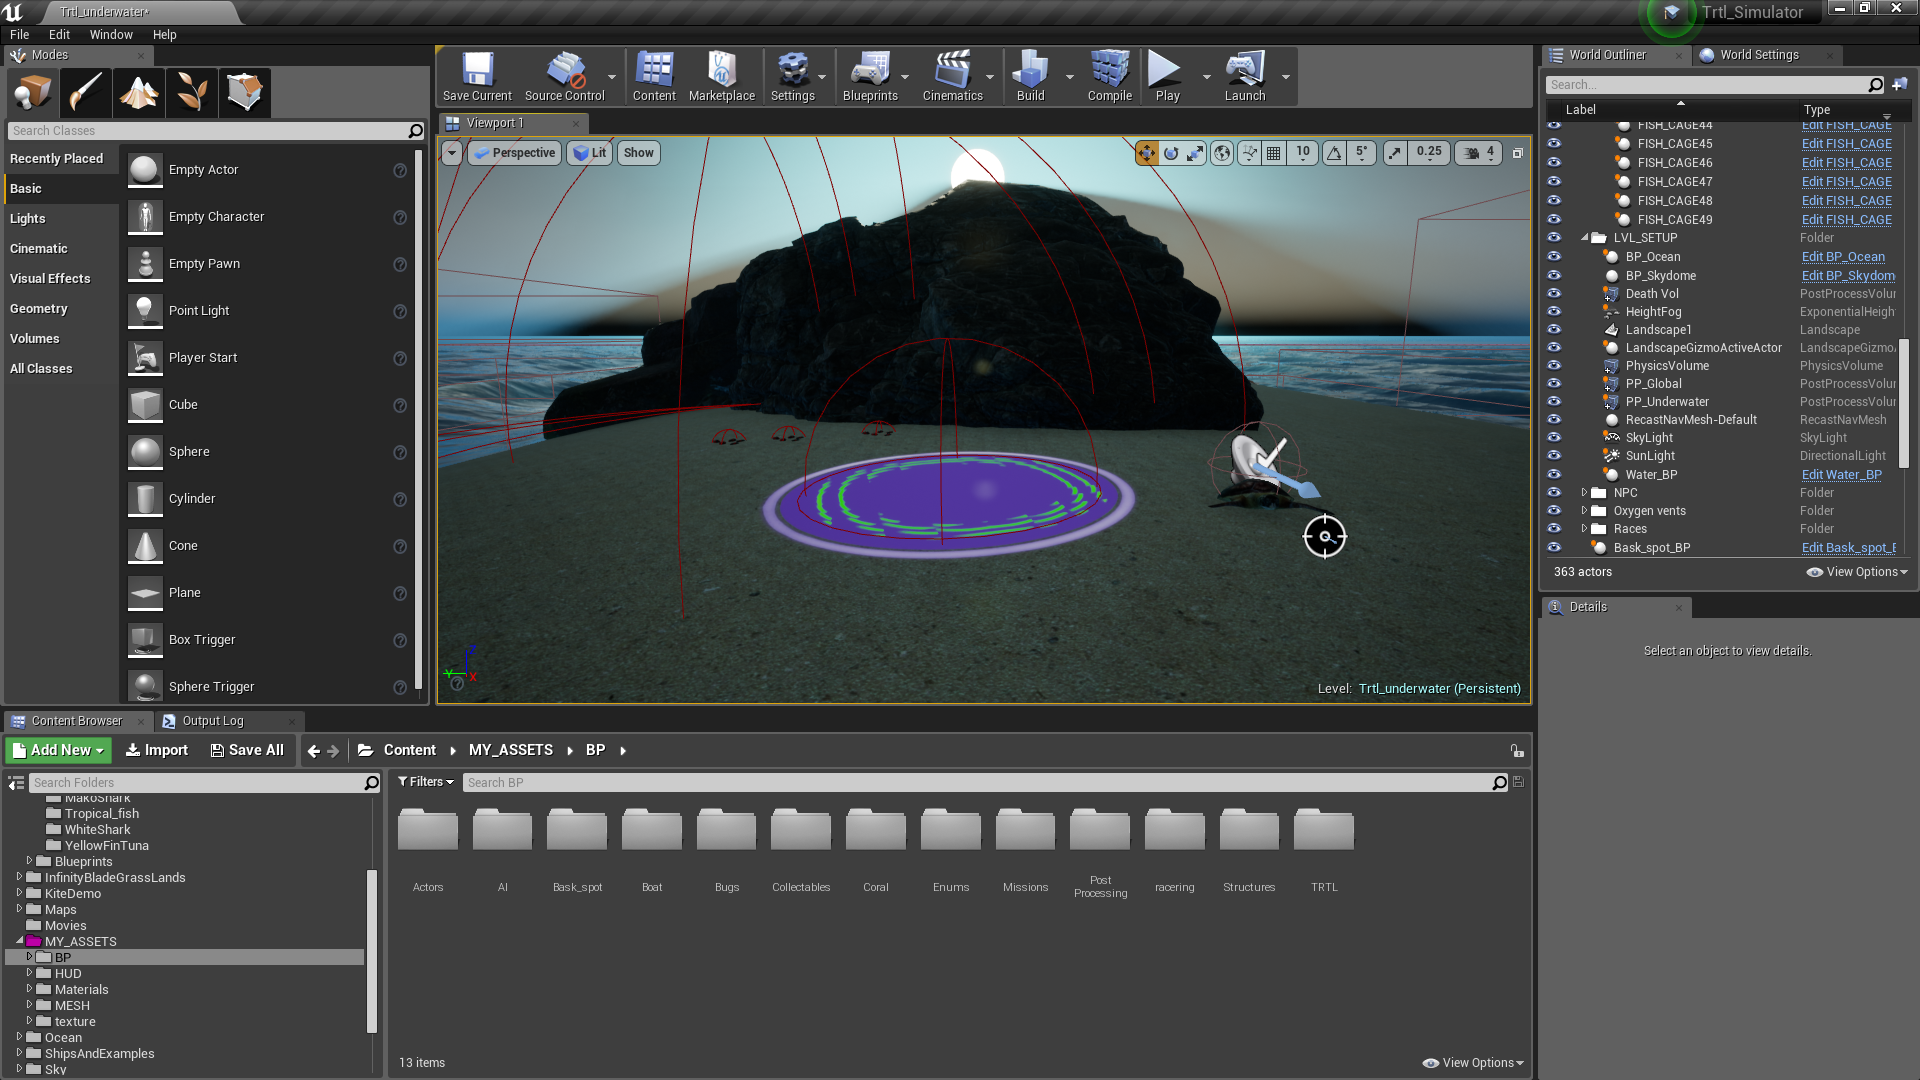 Trtl_underwater*
Trtl_Simulator
File
Edit
Window
Help
Modes
Search Classes
Recently Placed
Basic
Lights
Cinematic
Visual Effects
Geometry
Volumes
All Classes
Empty Actor
Empty Character
Empty Pawn
Point Light
Player Start
Cube
Sphere
Cylinder
Cone
Plane
Box Trigger
Sphere Trigger
Save Current
Source Control
Content
Marketplace
Settings
Blueprints
Cinematics
Build
Compile
Play
Launch
Viewport 1
Perspective
Lit
Show
10
5°
0.25
4
Level: Trtl_underwater (Persistent)
World Outliner
World Settings
Search...
Label
Type
FISH_CAGE44 Edit FISH_CAGE
FISH_CAGE45 Edit FISH_CAGE
FISH_CAGE46 Edit FISH_CAGE
FISH_CAGE47 Edit FISH_CAGE
FISH_CAGE48 Edit FISH_CAGE
FISH_CAGE49 Edit FISH_CAGE
LVL_SETUP Folder
BP_Ocean Edit BP_Ocean
BP_Skydome Edit BP_Skydom
Death Vol PostProcessVolur
HeightFog ExponentialHeigh
Landscape1 Landscape
LandscapeGizmoActiveActor LandscapeGizmo
PhysicsVolume PhysicsVolume
PP_Global PostProcessVolur
PP_Underwater PostProcessVolur
RecastNavMesh-Default RecastNavMesh
SkyLight SkyLight
SunLight DirectionalLight
Water_BP Edit Water_BP
NPC Folder
Oxygen vents Folder
Races Folder
Bask_spot_BP Edit Bask_spot_E
363 actors
View Options
Details
Select an object to view details.
Content Browser
Output Log
Add New
Import
Save All
Content
MY_ASSETS
BP
Search Folders
MakoShark
Tropical_fish
WhiteShark
YellowFinTuna
Blueprints
InfinityBladeGrassLands
KiteDemo
Maps
Movies
MY_ASSETS
BP
HUD
Materials
MESH
texture
Ocean
ShipsAndExamples
Sky
Filters
Search BP
Actors
AI
Bask_spot
Boat
Bugs
Collectables
Coral
Enums
Missions
Post
Processing
racering
Structures
TRTL
13 items
View Options